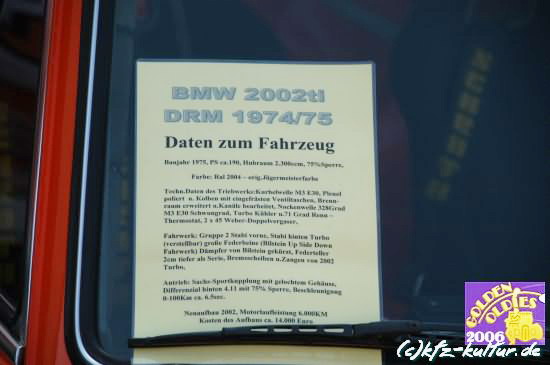 BMW 2002tI
DRM 1974/75
Daten zum Fahrzeug
Baujahr 1975, PS ca.190, Hubraum 2.300ccm, 75%Sperre,
Farbe: Ral 2004 – orig.Jägermeisterfarbe
Techn.Daten des Triebwerks:Kurbelwelle M3 E30, Pleuel
poliert u. Kolben mit eingefrästen Ventiltaschen, Brenn-
raum erweitert u.Kanäle bearbeitet, Nockenwelle 328Grad
M3 E30 Schwungrad, Turbo Kühler u.71 Grad Renn –
Thermostat, 2 x 45 Weber-Doppelvergaser.
Fahrwerk: Gruppe 2 Stabi vorne, Stabi hinten Turbo
(verstellbar) große Federbeine (Bilstein Up Side Down
Fahrwerk) Dämpfer von Bilstein gekürzt, Federteller
2cm tiefer als Serie, Bremsscheiben u.Zangen von 2002
Turbo.
Antrieb: Sachs-Sportkupplung mit gelochtem Gehäuse,
Differenzial hinten 4.11 mit 75% Sperre, Beschleunigung
0-100Km ca. 6.5sec.
Neuaufbau 2002, Motorlaufleistung 6.000KM
Kosten des Aufbaus ca. 14.000 Euro
GOLDEN
OLDIES
2006
(c)kfz-kultur.de